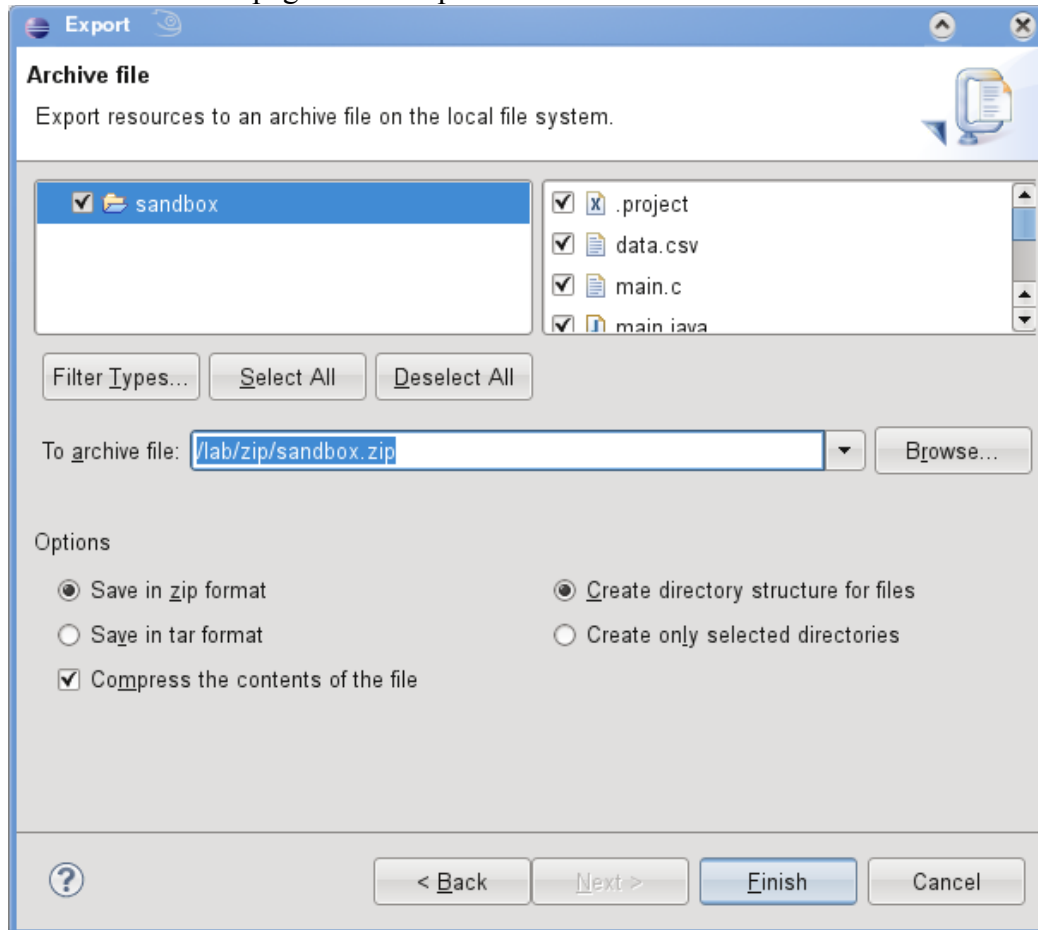 Export
Archive file
Export resources to an archive file on the local file system.
sandbox
.project
data.csv
main.c
main.java
Filter Types...
Select All
Deselect All
To archive file:
/lab/zip/sandbox.zip
Browse...
Options
Save in zip format
Create directory structure for files
Save in tar format
Create only selected directories
Compress the contents of the file
?
< Back
Next >
Finish
Cancel